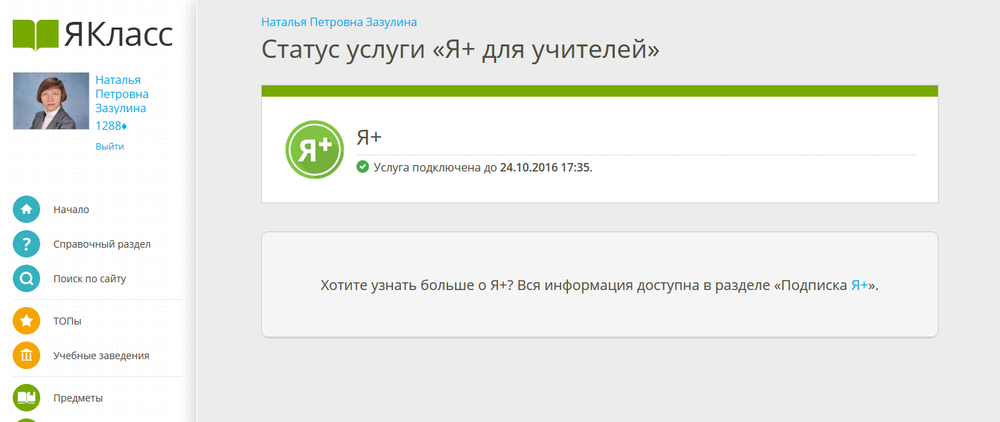 ЯКласс
Наталья
Петровна
Зазулина
1288♦
Выйти
Начало
Справочный раздел
Поиск по сайту
ТОПы
Учебные заведения
Предметы
Наталья Петровна Зазулина
Статус услуги «Я+ для учителей»
Я+
Я+
Услуга подключена до 24.10.2016 17:35.
Хотите узнать больше о Я+? Вся информация доступна в разделе «Подписка Я+».